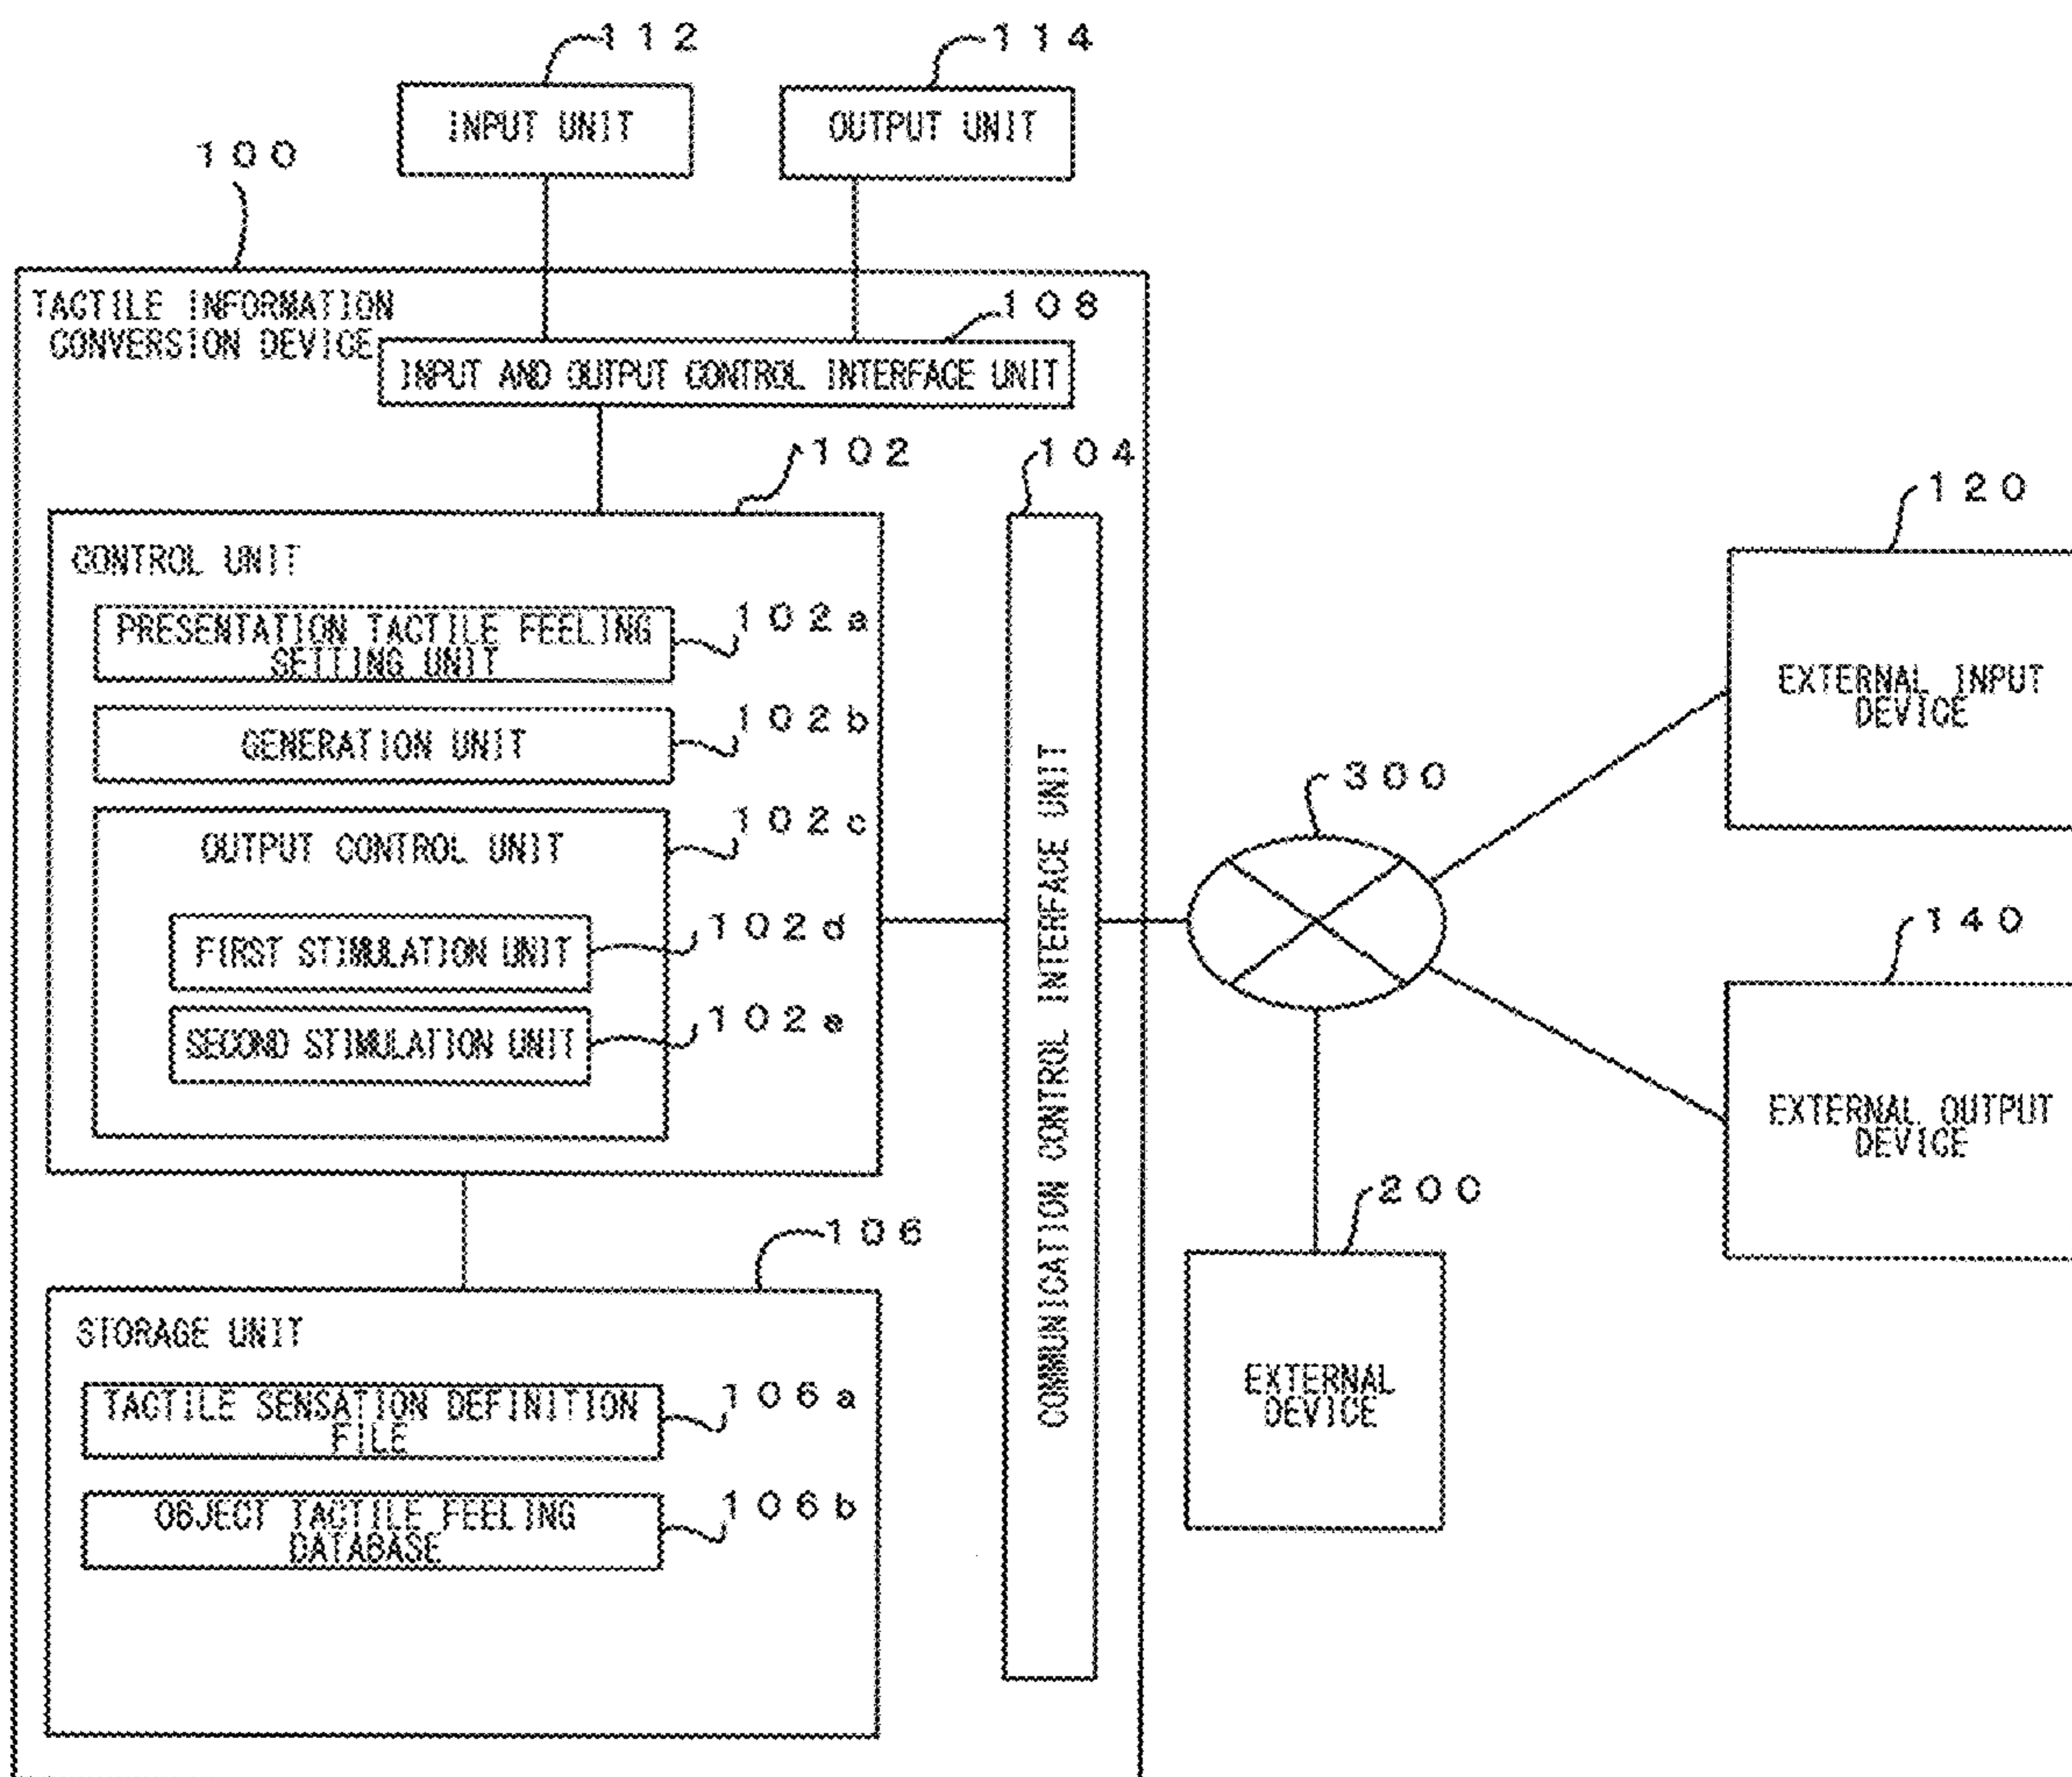 112
114
INPUT UNIT
OUTPUT UNIT
100
TACTILE INFORMATION
CONVERSION DEVICE
108
INPUT AND OUTPUT CONTROL INTERFACE UNIT
102
104
CONTROL UNIT
PRESENTATION TACTILE FEELING
SETTING UNIT
102a
GENERATION UNIT
102b
OUTPUT CONTROL UNIT
102c
FIRST STIMULATION UNIT
102d
SECOND STIMULATION UNIT
102e
COMMUNICATION CONTROL INTERFACE UNIT
106
STORAGE UNIT
TACTILE SENSATION DEFINITION
FILE
106a
OBJECT TACTILE FEELING
DATABASE
106b
300
120
EXTERNAL INPUT
DEVICE
140
EXTERNAL OUTPUT
DEVICE
200
EXTERNAL
DEVICE